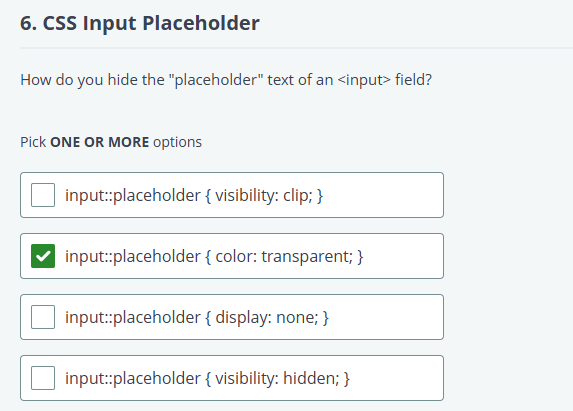 6. CSS Input Placeholder
How do you hide the "placeholder" text of an <input> field?
Pick ONE OR MORE options
input::placeholder { visibility: clip; }
input::placeholder { color: transparent; }
input::placeholder { display: none; }
input::placeholder { visibility: hidden; }